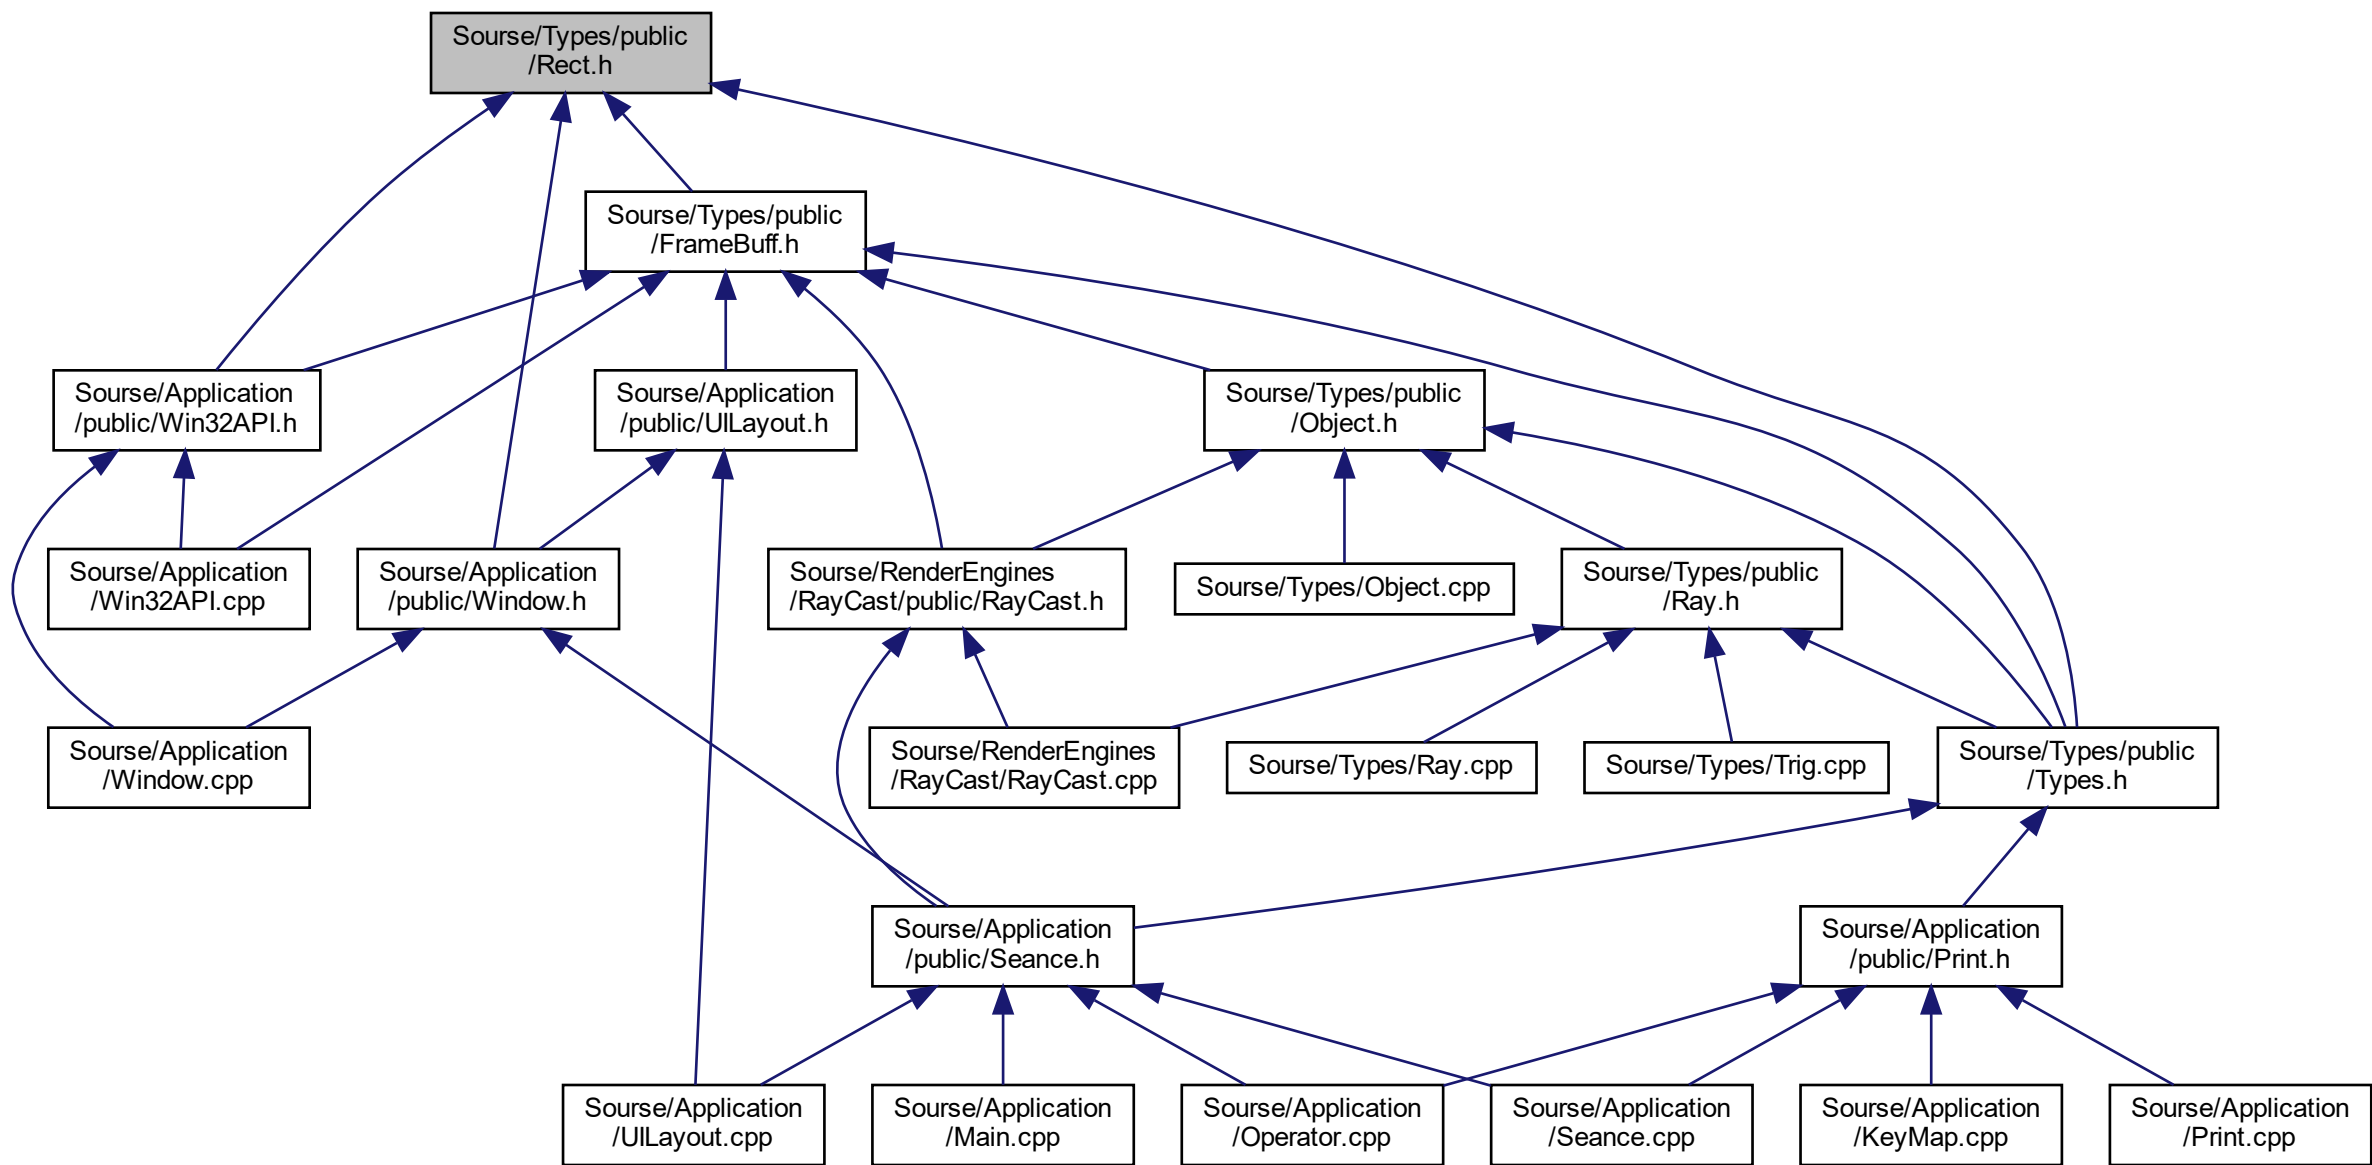 Sourse/Types/public
/Rect.h
Sourse/Types/public
/FrameBuff.h
Sourse/Application
/public/Win32API.h
Sourse/Application
/public/UILayout.h
Sourse/Types/public
/Object.h
Sourse/Application
/Win32API.cpp
Sourse/Application
/public/Window.h
Sourse/RenderEngines
/RayCast/public/RayCast.h
Sourse/Types/Object.cpp
Sourse/Types/public
/Ray.h
Sourse/Application
/Window.cpp
Sourse/RenderEngines
/RayCast/RayCast.cpp
Sourse/Types/Ray.cpp
Sourse/Types/Trig.cpp
Sourse/Types/public
/Types.h
Sourse/Application
/public/Seance.h
Sourse/Application
/public/Print.h
Sourse/Application
/UILayout.cpp
Sourse/Application
/Main.cpp
Sourse/Application
/Operator.cpp
Sourse/Application
/Seance.cpp
Sourse/Application
/KeyMap.cpp
Sourse/Application
/Print.cpp